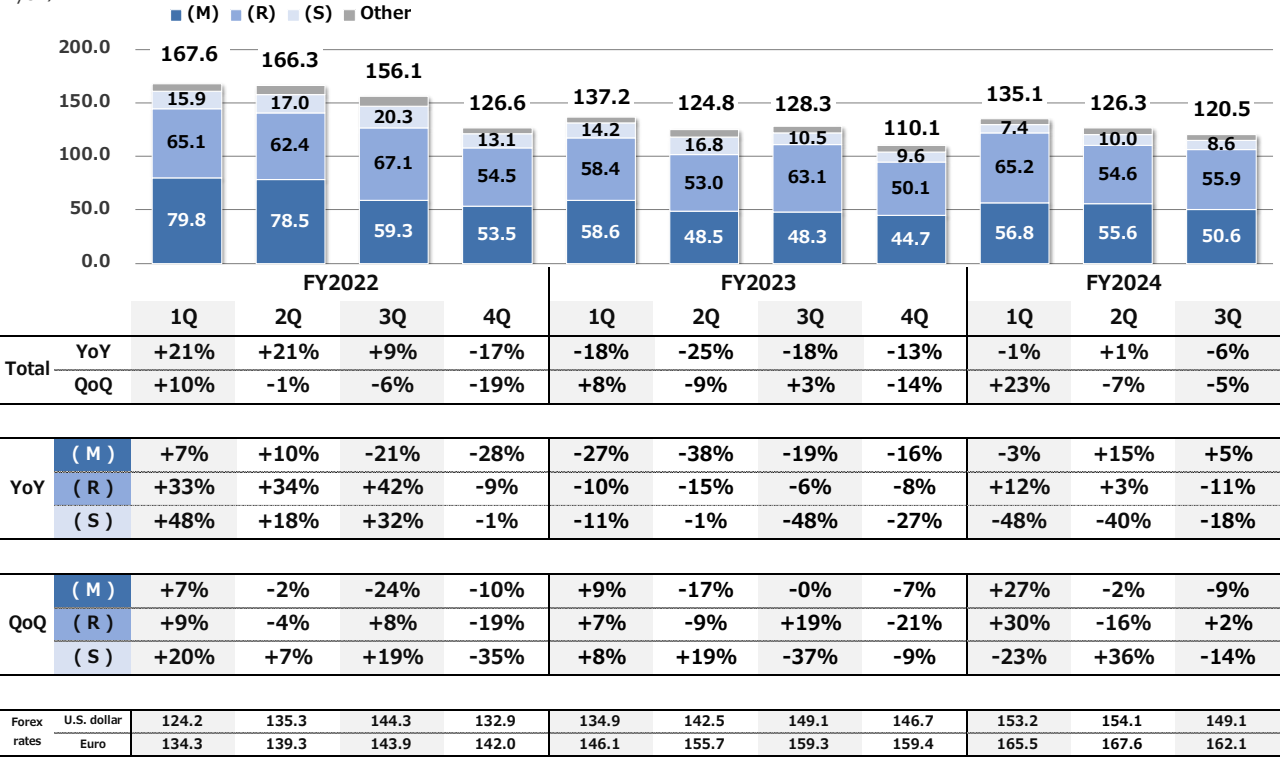 (M) (R) (S) Other
200.0
150.0
100.0
50.0
0.0
167.6 166.3 156.1 126.6 137.2 124.8 128.3 110.1 135.1 126.3 120.5
15.9 17.0 20.3 13.1 14.2 16.8 10.5 9.6 7.4 10.0 8.6
65.1 62.4 67.1 54.5 58.4 53.0 63.1 50.1 65.2 54.6 55.9
79.8 78.5 59.3 53.5 58.6 48.5 48.3 44.7 56.8 55.6 50.6
FY2022 FY2023 FY2024
1Q 2Q 3Q 4Q 1Q 2Q 3Q 4Q 1Q 2Q 3Q
Total
YoY +21% +21% +9% -17% -18% -25% -18% -13% -1% +1% -6%
QoQ +10% -1% -6% -19% +8% -9% +3% -14% +23% -7% -5%
YoY
( M ) +7% +10% -21% -28% -27% -38% -19% -16% -3% +15% +5%
( R ) +33% +34% +42% -9% -10% -15% -6% -8% +12% +3% -11%
( S ) +48% +18% +32% -1% -11% -1% -48% -27% -48% -40% -18%
QoQ
( M ) +7% -2% -24% -10% +9% -17% -0% -7% +27% -2% -9%
( R ) +9% -4% +8% -19% +7% -9% +19% -21% +30% -16% +2%
( S ) +20% +7% +19% -35% +8% +19% -37% -9% -23% +36% -14%
Forex rates
U.S. dollar 124.2 135.3 144.3 132.9 134.9 142.5 149.1 146.7 153.2 154.1 149.1
Euro 134.3 139.3 143.9 142.0 146.1 155.7 159.3 159.4 165.5 167.6 162.1